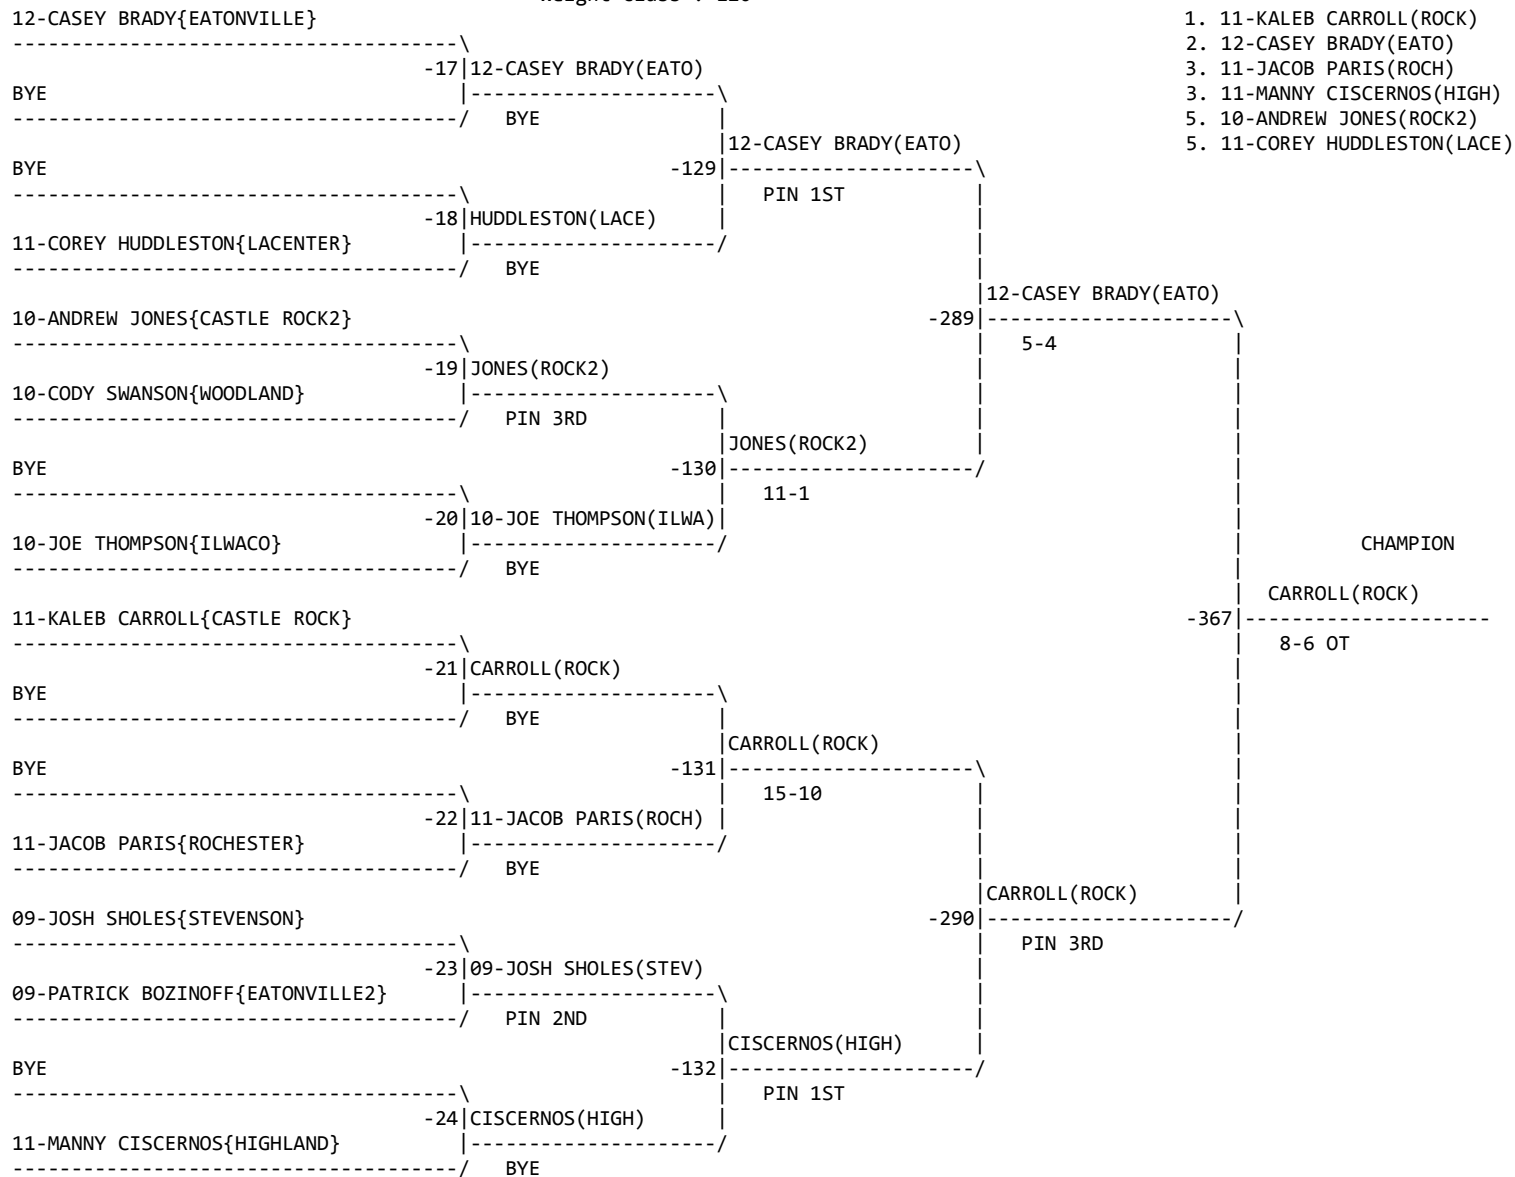 12-CASEY BRADY{EATONVILLE}
1. 11-KALEB CARROLL(ROCK)
2. 12-CASEY BRADY(EATO)
-17 12-CASEY BRADY(EATO)
3. 11-JACOB PARIS(ROCH)
BYE
3. 11-MANNY CISCERNOS(HIGH)
BYE
5. 10-ANDREW JONES(ROCK2)
12-CASEY BRADY(EATO)
5. 11-COREY HUDDLESTON(LACE)
BYE
-129
PIN 1ST
-18 HUDDLESTON(LACE)
11-COREY HUDDLESTON{LACENTER}
BYE
12-CASEY BRADY(EATO)
10-ANDREW JONES{CASTLE ROCK2}
-289
5-4
-19 JONES(ROCK2)
10-CODY SWANSON{WOODLAND}
PIN 3RD
JONES(ROCK2)
BYE
-130
11-1
-20 10-JOE THOMPSON(ILWA)
10-JOE THOMPSON{ILWACO}
CHAMPION
BYE
CARROLL(ROCK)
11-KALEB CARROLL{CASTLE ROCK}
-367
8-6 OT
-21 CARROLL(ROCK)
BYE
BYE
CARROLL(ROCK)
BYE
-131
15-10
-22 11-JACOB PARIS(ROCH)
11-JACOB PARIS{ROCHESTER}
BYE
CARROLL(ROCK)
09-JOSH SHOLES{STEVENSON}
-290
PIN 3RD
-23 09-JOSH SHOLES(STEV)
09-PATRICK BOZINOFF{EATONVILLE2}
PIN 2ND
CISCERNOS(HIGH)
BYE
-132
PIN 1ST
-24 CISCERNOS(HIGH)
11-MANNY CISCERNOS{HIGHLAND}
BYE